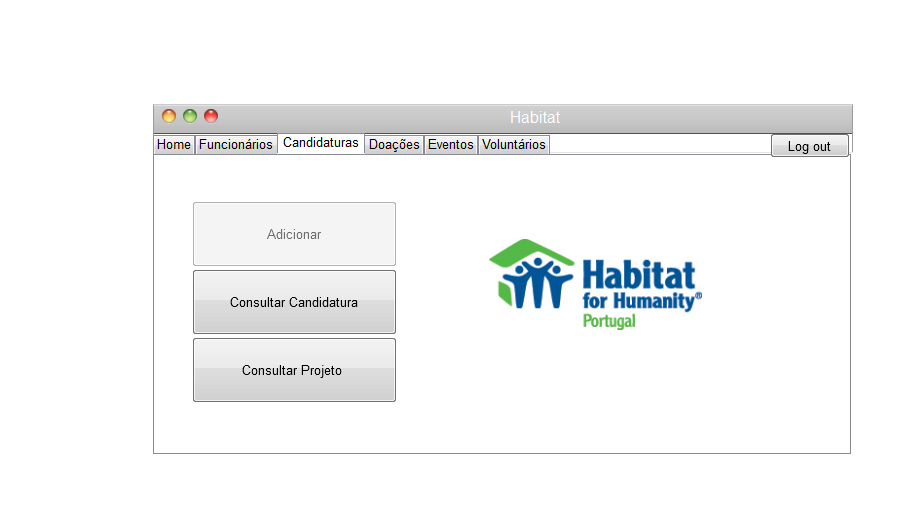 Habitat
Home Funcionários Candidaturas Doações Eventos Voluntários Log out
Adicionar
Consultar Candidatura
Consultar Projeto
Habitat
for Humanity®
Portugal